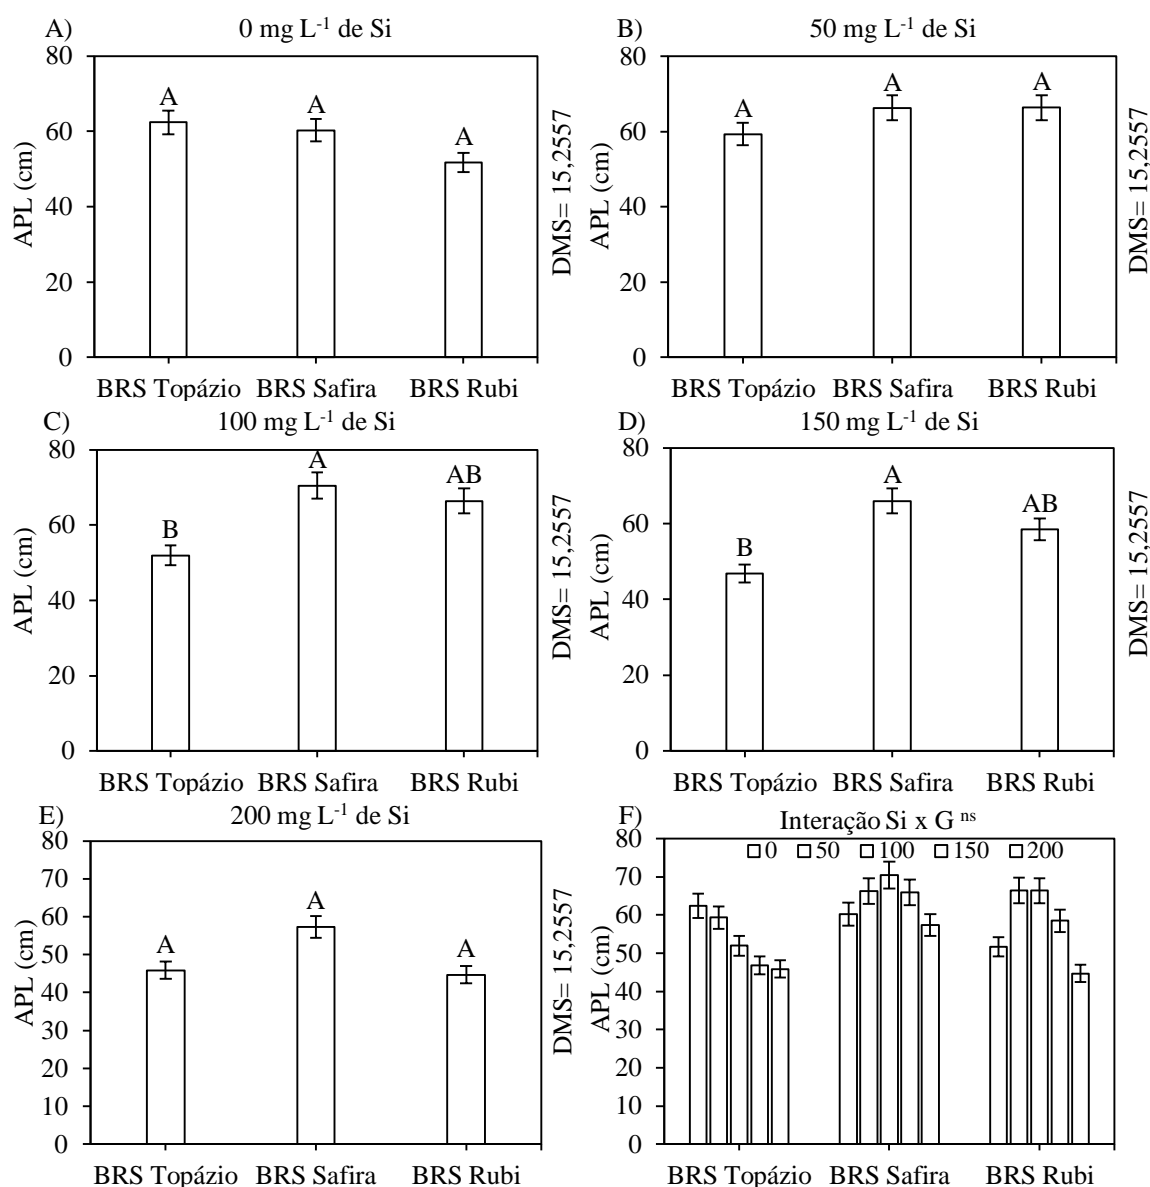 A) 0 mg L⁻¹ de Si
80
60
40
20
0
APL (cm)
A A A
BRS Topázio BRS Safira BRS Rubi
DMS= 15,2557
B) 50 mg L⁻¹ de Si
80
60
40
20
0
APL (cm)
A A A
BRS Topázio BRS Safira BRS Rubi
DMS= 15,2557
C) 100 mg L⁻¹ de Si
80
60
40
20
0
APL (cm)
B A AB
BRS Topázio BRS Safira BRS Rubi
DMS= 15,2557
D) 150 mg L⁻¹ de Si
80
60
40
20
0
APL (cm)
B A AB
BRS Topázio BRS Safira BRS Rubi
DMS= 15,2557
E) 200 mg L⁻¹ de Si
80
70
60
50
40
30
20
10
0
APL (cm)
A A A
BRS Topázio BRS Safira BRS Rubi
DMS= 15,2557
F) Interação Si x G ns
0 50 100 150 200
80
70
60
50
40
30
20
10
0
APL (cm)
BRS Topázio BRS Safira BRS Rubi